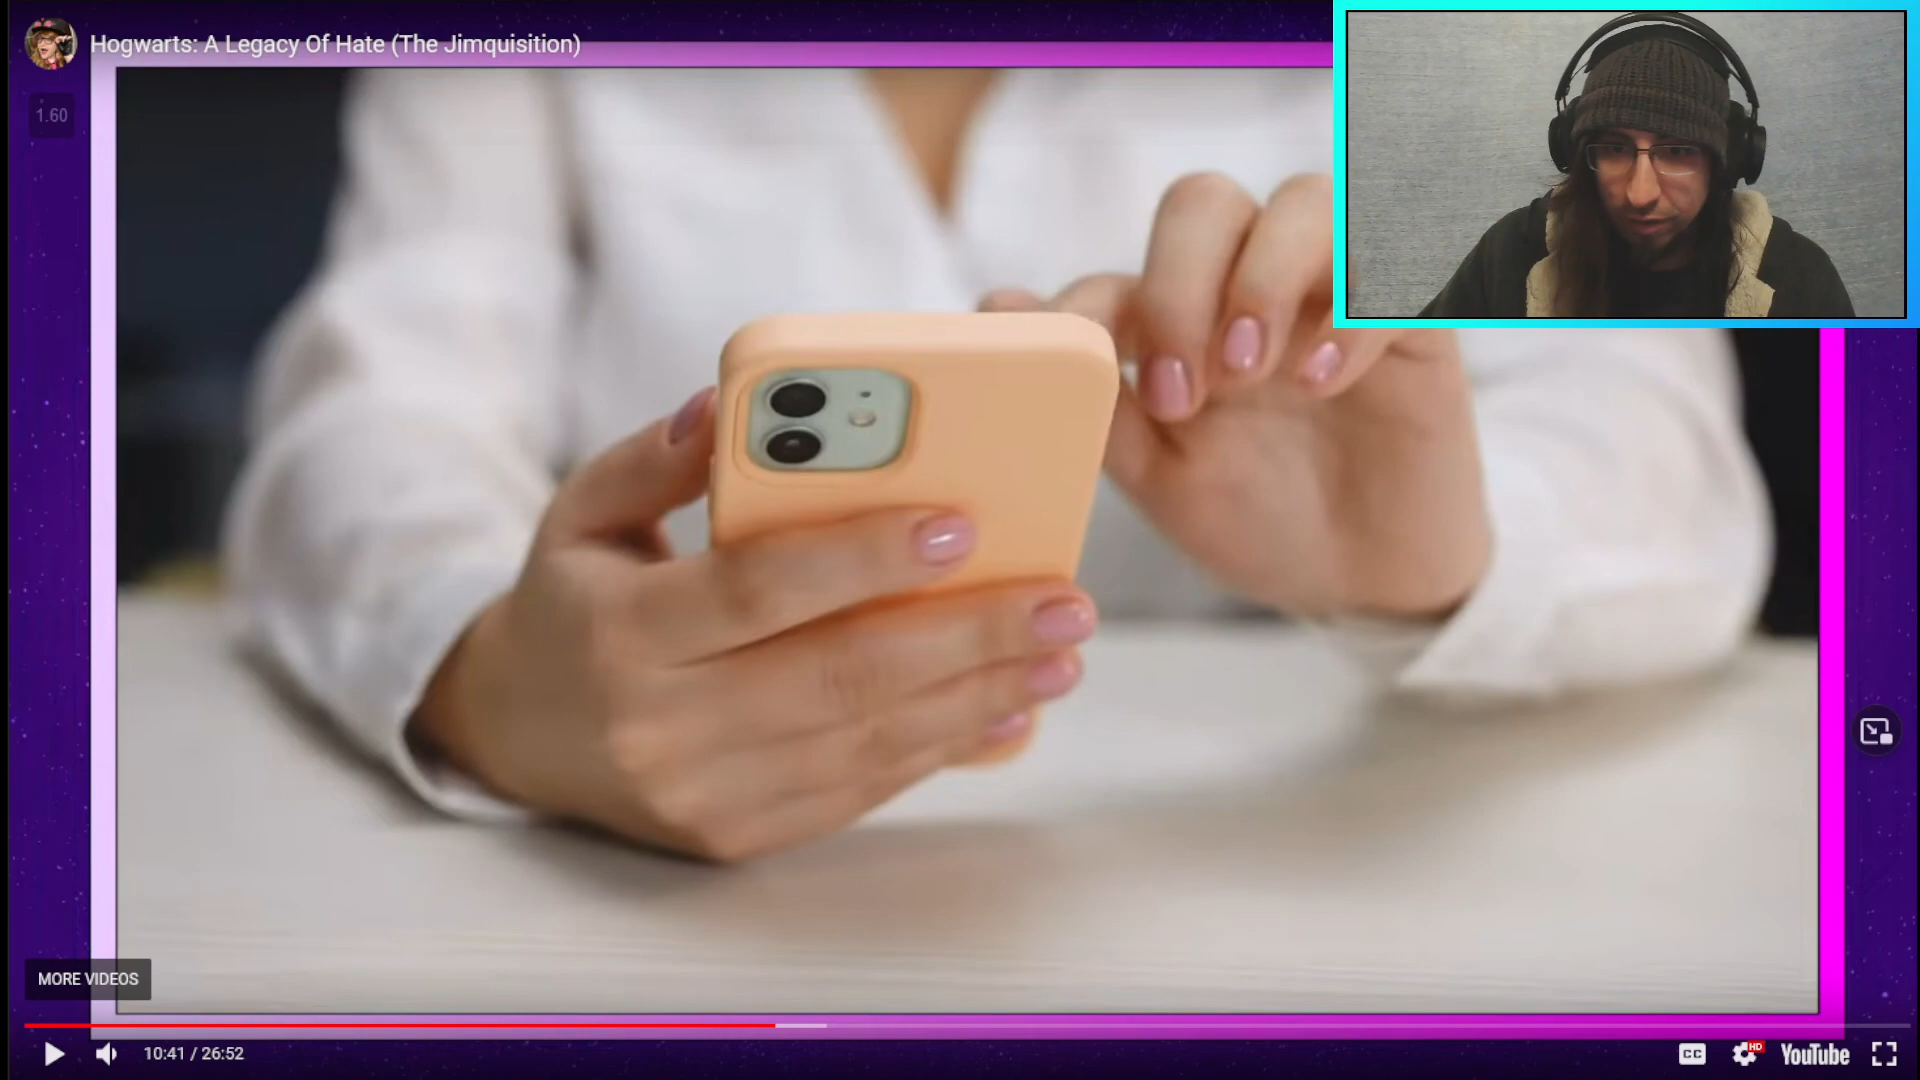 Hogwarts: A Legacy Of Hate (The Jimquisition)
1.60
MORE VIDEOS
10:41 / 26:52
CC
HD
YouTube